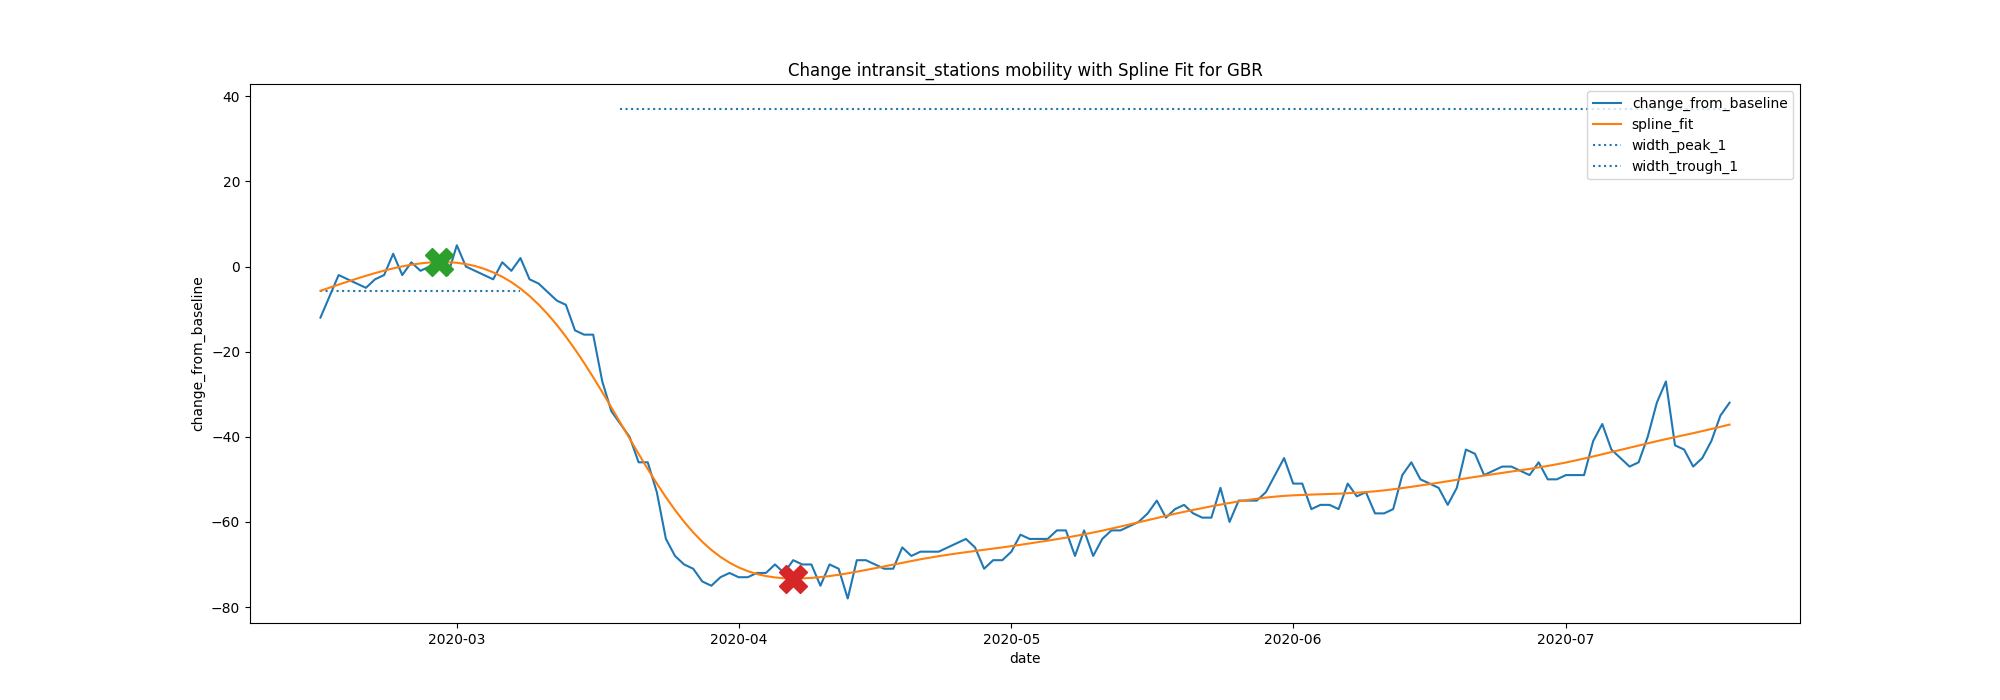 Change intransit_stations mobility with Spline Fit for GBR
change_from_baseline
40
20
0
−20
−40
−60
−80
change_from_baseline
spline_fit
width_peak_1
width_trough_1
2020-03
2020-04
2020-05
2020-06
2020-07
date